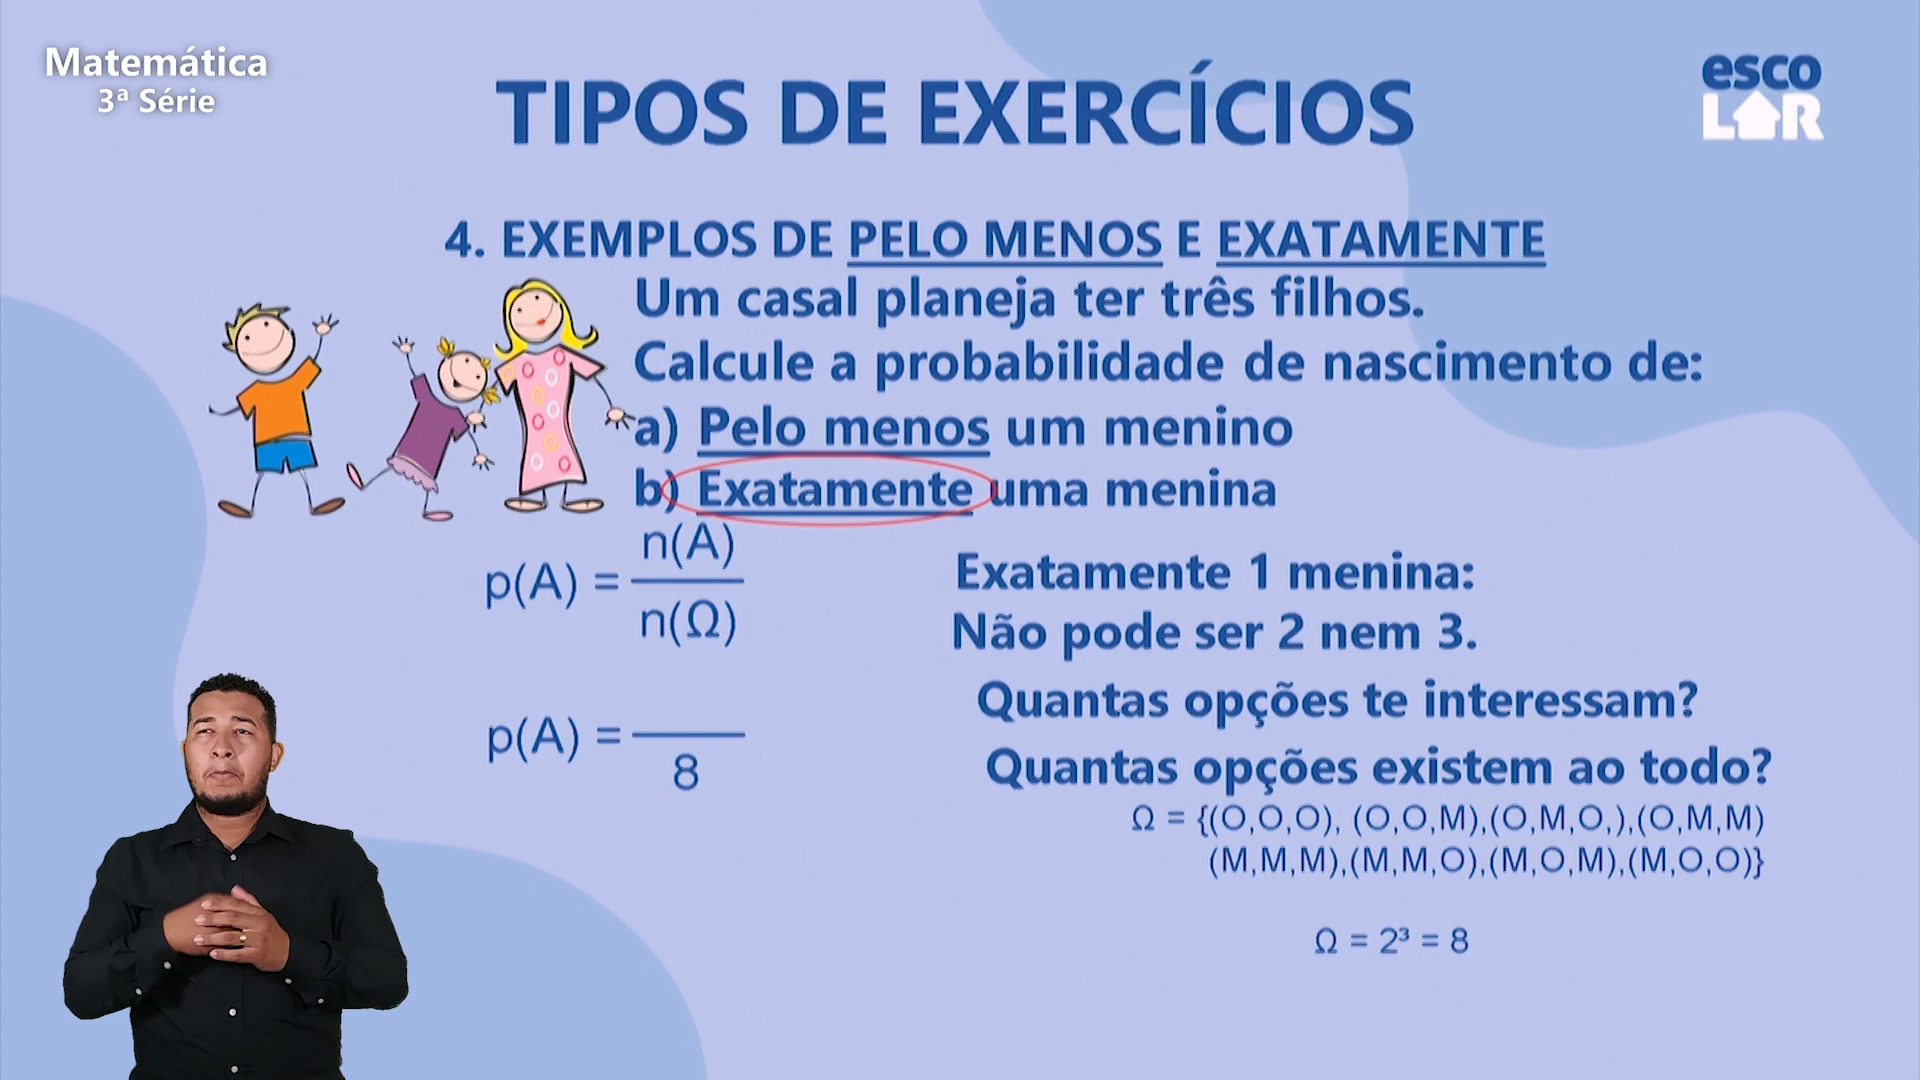 Matemática
3ª Série
TIPOS DE EXERCÍCIOS
esco
LAR
4. EXEMPLOS DE PELO MENOS E EXATAMENTE
Um casal planeja ter três filhos.
Calcule a probabilidade de nascimento de:
a) Pelo menos um menino
b) Exatamente uma menina
p(A) = n(A) / n(Ω)
Exatamente 1 menina:
Não pode ser 2 nem 3.
Quantas opções te interessam?
p(A) = ― / 8
Quantas opções existem ao todo?
Ω = {(O,O,O), (O,O,M),(O,M,O,),(O,M,M)
(M,M,M),(M,M,O),(M,O,M),(M,O,O)}
Ω = 2³ = 8